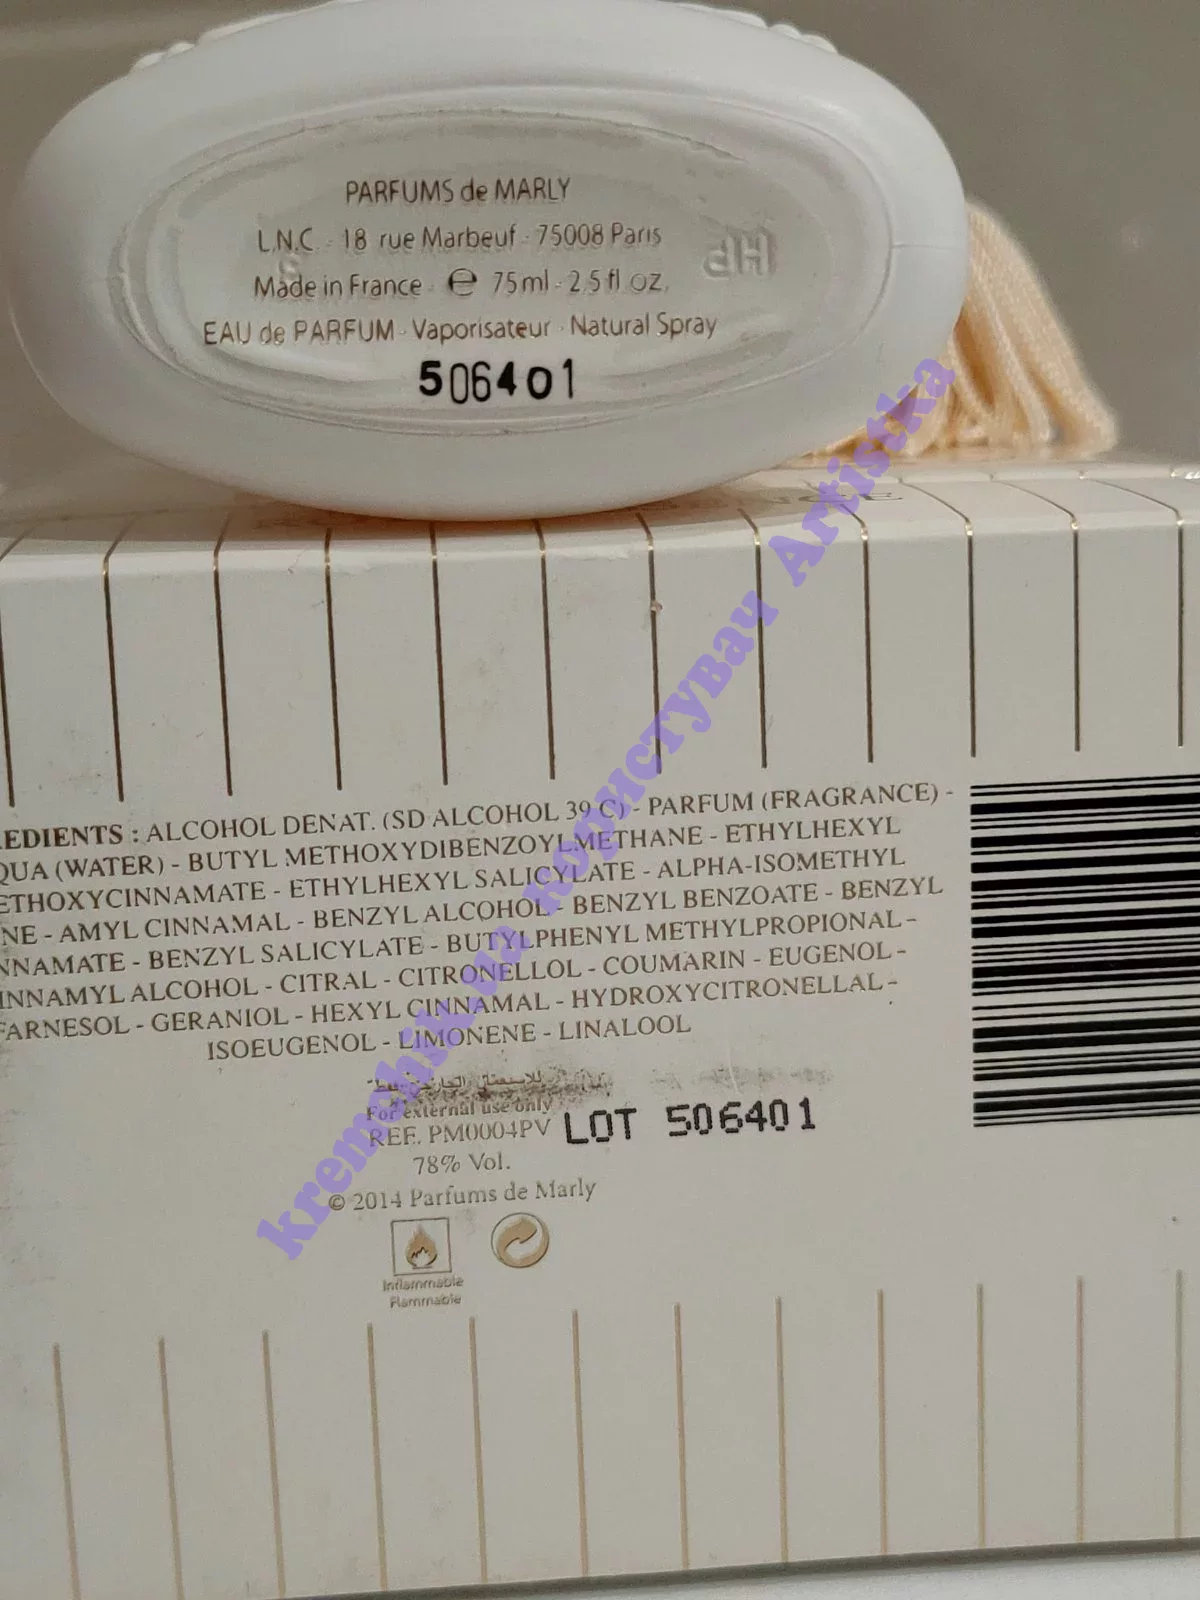 PARFUMS de MARLY
L.N.C. · 18 rue Marbeuf · 75008 Paris
Made in France · ℮ 75ml · 2.5 fl oz.
EAU de PARFUM · Vaporisateur · Natural Spray
506401
HP
EDIENTS : ALCOHOL DENAT. (SD ALCOHOL 39 C) - PARFUM (FRAGRANCE) -
QUA (WATER) - BUTYL METHOXYDIBENZOYLMETHANE - ETHYLHEXYL
ETHOXYCINNAMATE - ETHYLHEXYL SALICYLATE - ALPHA-ISOMETHYL
NE - AMYL CINNAMAL - BENZYL ALCOHOL - BENZYL BENZOATE - BENZYL
NNAMATE - BENZYL SALICYLATE - BUTYLPHENYL METHYLPROPIONAL -
INNAMYL ALCOHOL - CITRAL - CITRONELLOL - COUMARIN - EUGENOL -
FARNESOL - GERANIOL - HEXYL CINNAMAL - HYDROXYCITRONELLAL -
ISOEUGENOL - LIMONENE - LINALOOL
For external use only
REF. PM0004PV LOT 506401
78% Vol.
© 2014 Parfums de Marly
Inflammable
Flammable
kremchik.ua користувач Artistka